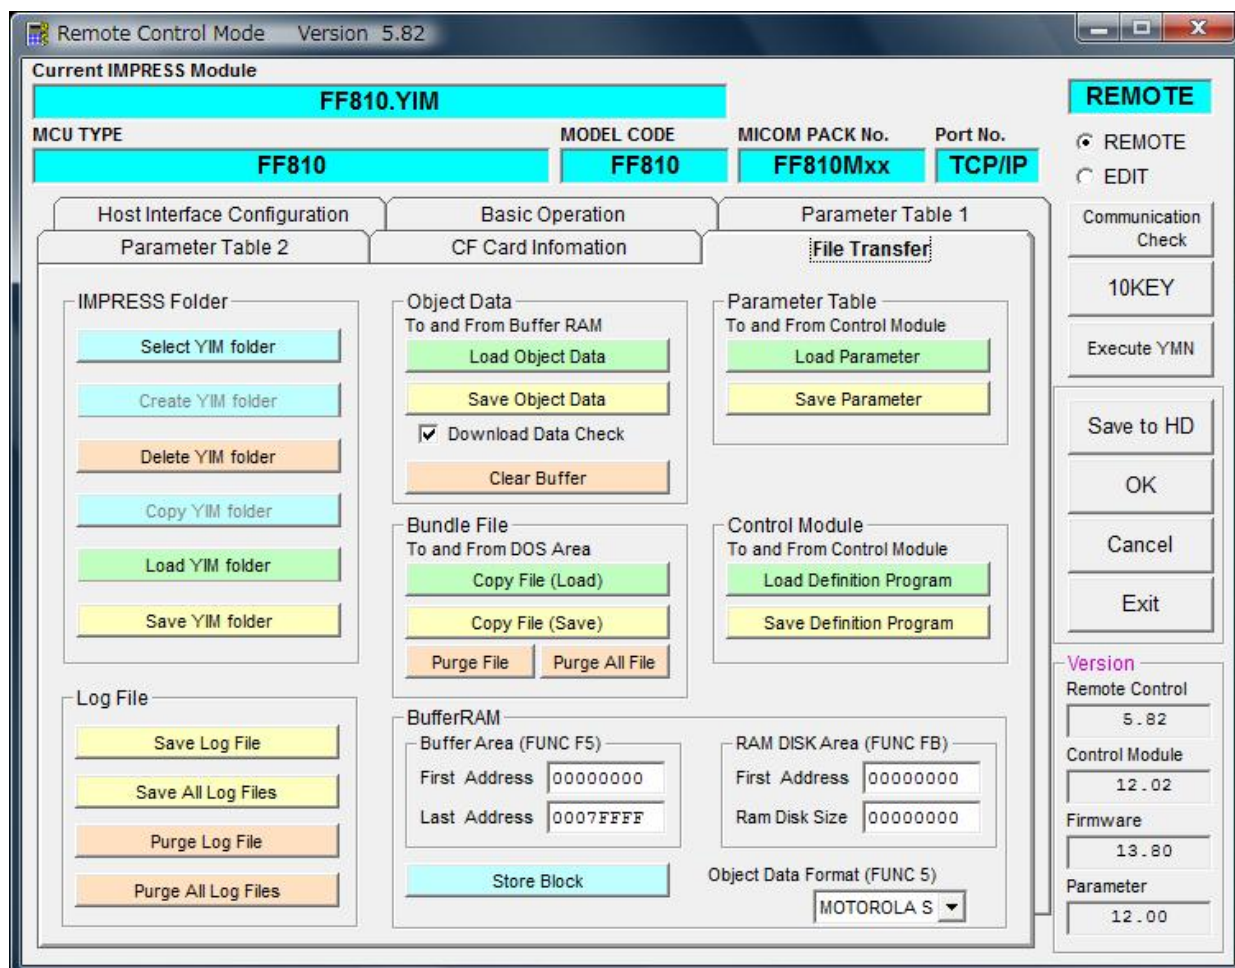 Remote Control Mode Version 5.82
Current IMPRESS Module
FF810.YIM
MCU TYPE
MODEL CODE
MICOM PACK No.
Port No.
FF810
FF810
FF810Mxx
TCP/IP
REMOTE
REMOTE
EDIT
Host Interface Configuration
Basic Operation
Parameter Table 1
Parameter Table 2
CF Card Infomation
File Transfer
IMPRESS Folder
Select YIM folder
Create YIM folder
Delete YIM folder
Copy YIM folder
Load YIM folder
Save YIM folder
Log File
Save Log File
Save All Log Files
Purge Log File
Purge All Log Files
Object Data
To and From Buffer RAM
Load Object Data
Save Object Data
Download Data Check
Clear Buffer
Bundle File
To and From DOS Area
Copy File (Load)
Copy File (Save)
Purge File
Purge All File
Parameter Table
To and From Control Module
Load Parameter
Save Parameter
Control Module
To and From Control Module
Load Definition Program
Save Definition Program
BufferRAM
Buffer Area (FUNC F5)
First Address 00000000
Last Address 0007FFFF
Store Block
RAM DISK Area (FUNC FB)
First Address 00000000
Ram Disk Size 00000000
Object Data Format (FUNC 5)
MOTOROLA S
Communication
Check
10KEY
Execute YMN
Save to HD
OK
Cancel
Exit
Version
Remote Control
5.82
Control Module
12.02
Firmware
13.80
Parameter
12.00